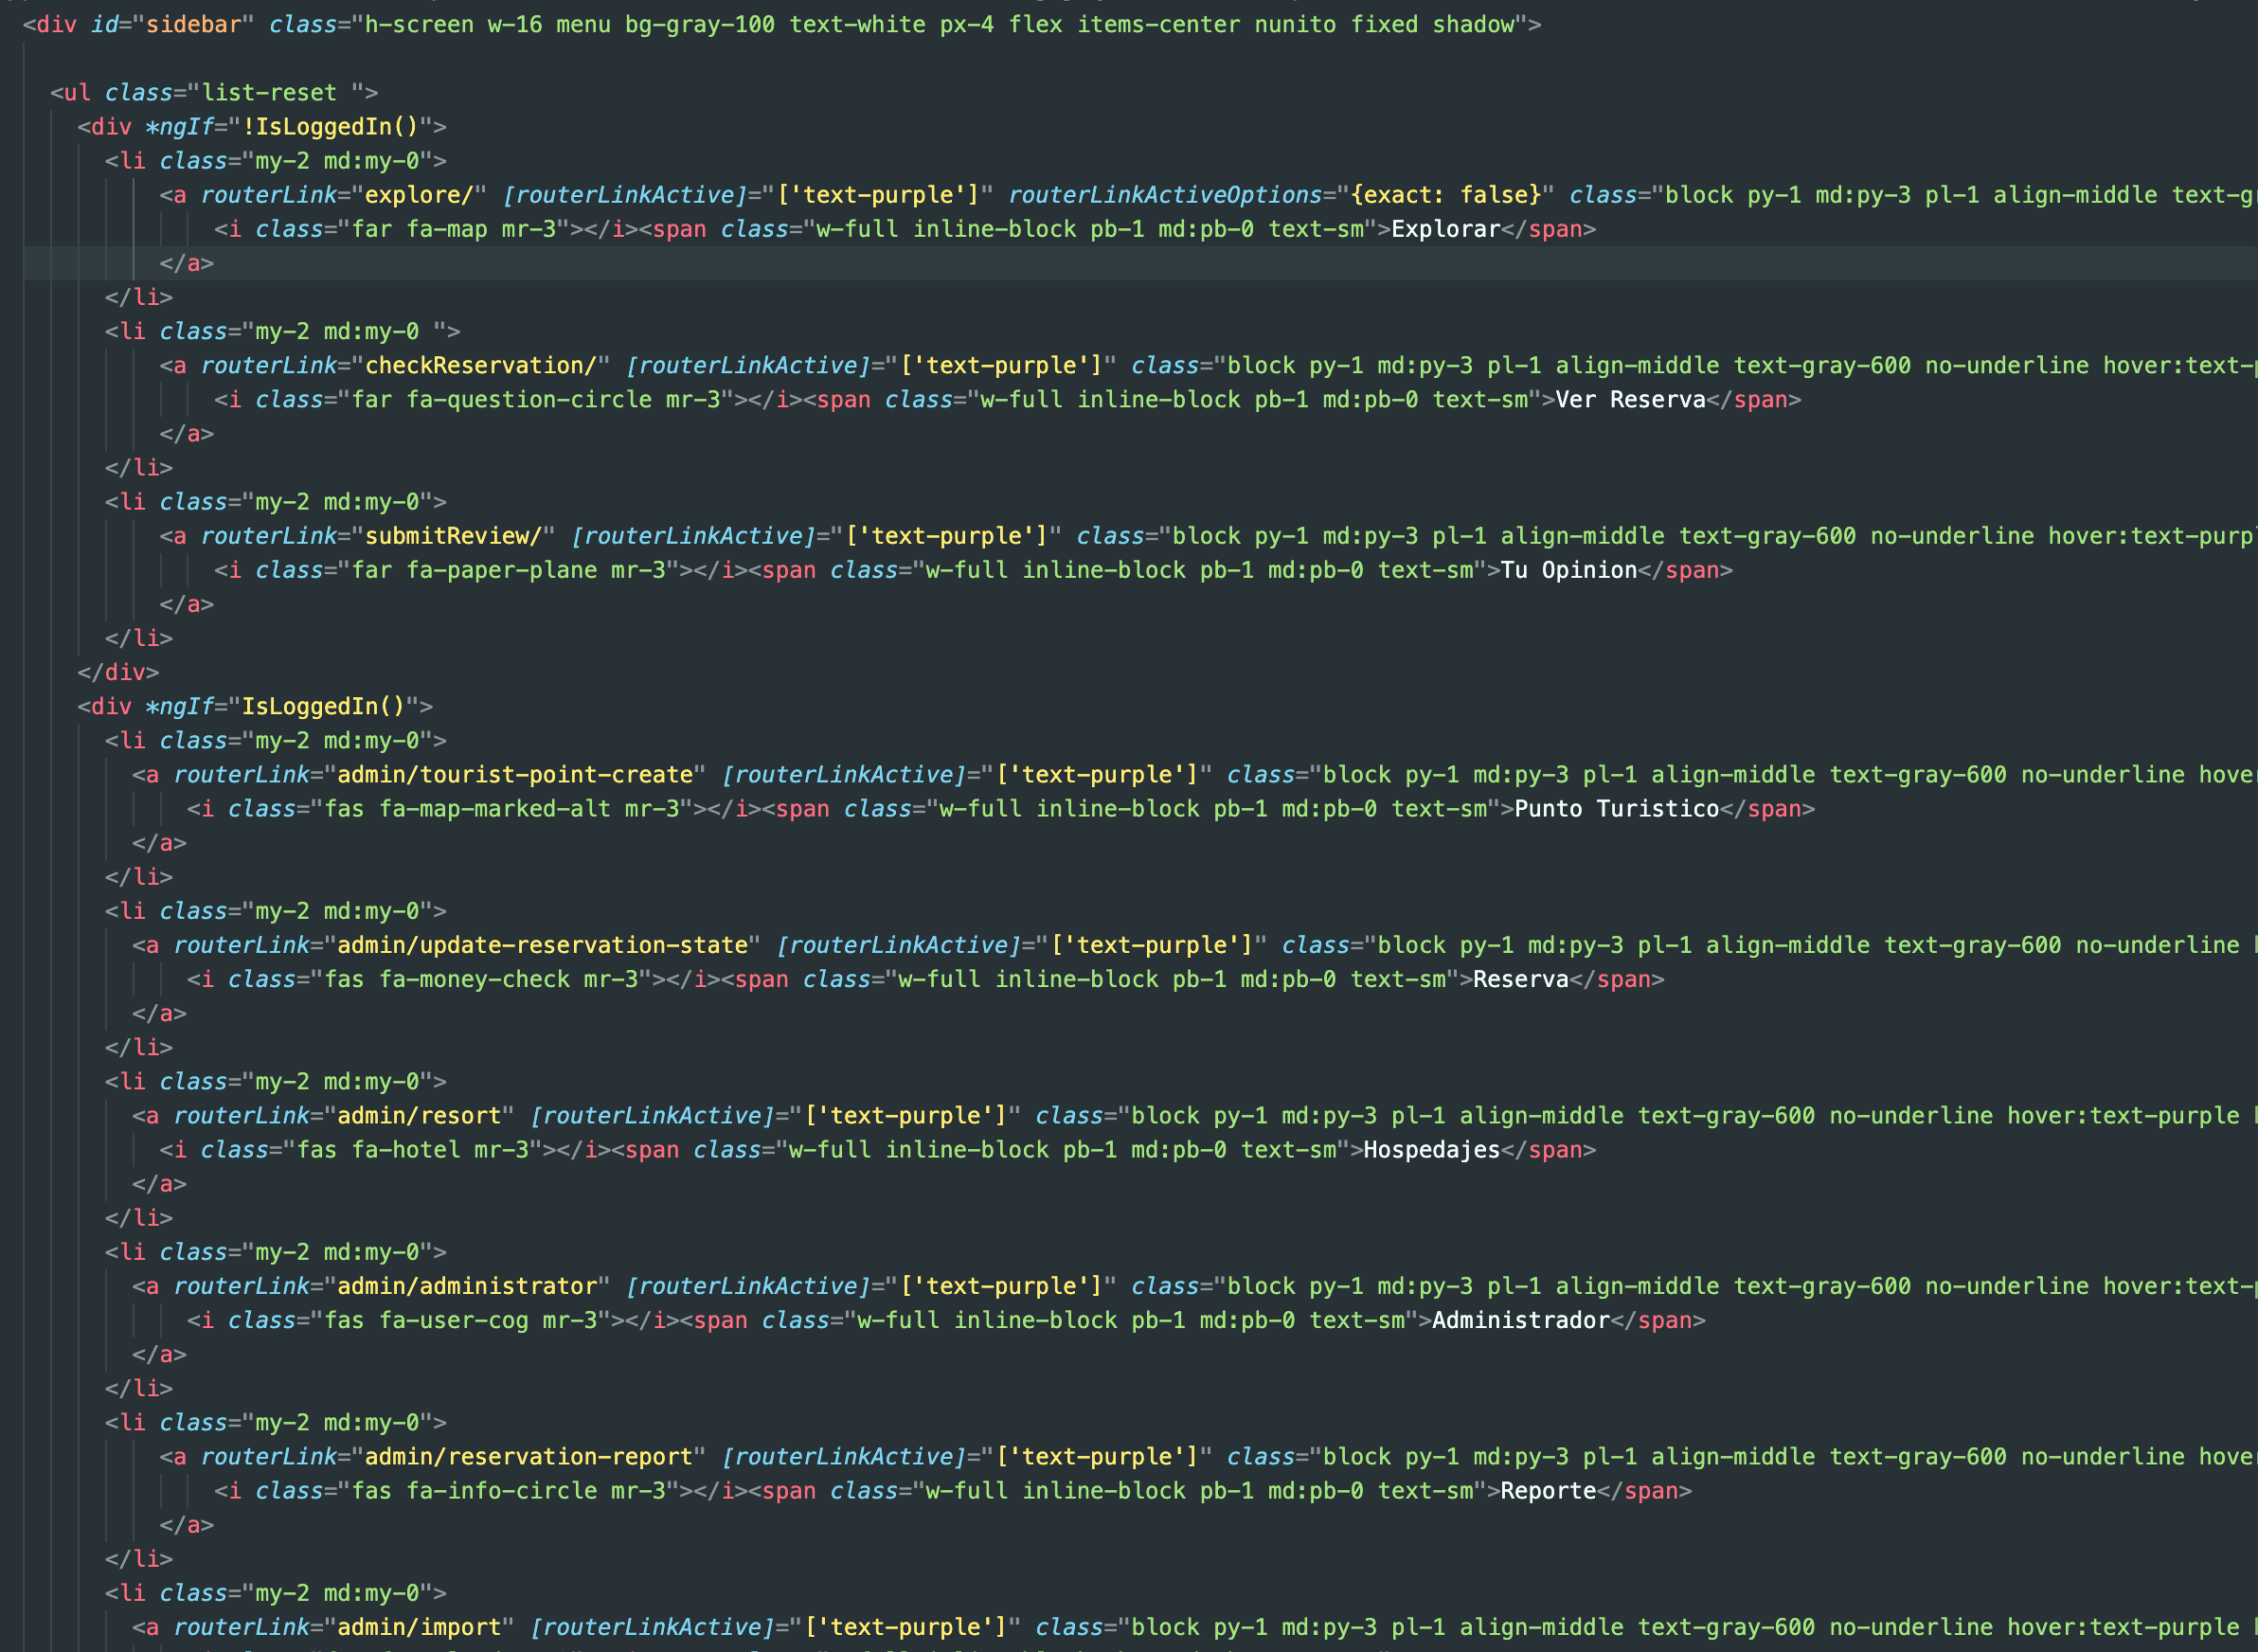 <div id="sidebar" class="h-screen w-16 menu bg-gray-100 text-white px-4 flex items-center nunito fixed shadow">
<ul class="list-reset ">
<div *ngIf="!IsLoggedIn()">
<li class="my-2 md:my-0">
<a routerLink="explore/" [routerLinkActive]="['text-purple']" routerLinkActiveOptions="{exact: false}" class="block py-1 md:py-3 pl-1 align-middle
<i class="far fa-map mr-3"></i><span class="w-full inline-block pb-1 md:pb-0 text-sm">Explorar</span>
</a>
</li>
<li class="my-2 md:my-0 ">
<a routerLink="checkReservation/" [routerLinkActive]="['text-purple']" class="block py-1 md:py-3 pl-1 align-middle text-gray-600 no-underline
<i class="far fa-question-circle mr-3"></i><span class="w-full inline-block pb-1 md:pb-0 text-sm">Ver Reserva</span>
</a>
</li>
<li class="my-2 md:my-0">
<a routerLink="submitReview/" [routerLinkActive]="['text-purple']" class="block py-1 md:py-3 pl-1 align-middle text-gray-600 no-underline
<i class="far fa-paper-plane mr-3"></i><span class="w-full inline-block pb-1 md:pb-0 text-sm">Tu Opinion</span>
</a>
</li>
</div>
<div *ngIf="IsLoggedIn()">
<li class="my-2 md:my-0">
<a routerLink="admin/tourist-point-create" [routerLinkActive]="['text-purple']" class="block py-1 md:py-3 pl-1 align-middle text-gray-600 no-underline
<i class="fas fa-map-marked-alt mr-3"></i><span class="w-full inline-block pb-1 md:pb-0 text-sm">Punto Turistico</span>
</a>
</li>
<li class="my-2 md:my-0">
<a routerLink="admin/update-reservation-state" [routerLinkActive]="['text-purple']" class="block py-1 md:py-3 pl-1 align-middle text-gray-600 no-underline
<i class="fas fa-money-check mr-3"></i><span class="w-full inline-block pb-1 md:pb-0 text-sm">Reserva</span>
</a>
</li>
<li class="my-2 md:my-0">
<a routerLink="admin/resort" [routerLinkActive]="['text-purple']" class="block py-1 md:py-3 pl-1 align-middle text-gray-600 no-underline hover:text-purple
<i class="fas fa-hotel mr-3"></i><span class="w-full inline-block pb-1 md:pb-0 text-sm">Hospedajes</span>
</a>
</li>
<li class="my-2 md:my-0">
<a routerLink="admin/administrator" [routerLinkActive]="['text-purple']" class="block py-1 md:py-3 pl-1 align-middle text-gray-600 no-underline
<i class="fas fa-user-cog mr-3"></i><span class="w-full inline-block pb-1 md:pb-0 text-sm">Administrador</span>
</a>
</li>
<li class="my-2 md:my-0">
<a routerLink="admin/reservation-report" [routerLinkActive]="['text-purple']" class="block py-1 md:py-3 pl-1 align-middle text-gray-600 no-underline
<i class="fas fa-info-circle mr-3"></i><span class="w-full inline-block pb-1 md:pb-0 text-sm">Reporte</span>
</a>
</li>
<li class="my-2 md:my-0">
<a routerLink="admin/import" [routerLinkActive]="['text-purple']" class="block py-1 md:py-3 pl-1 align-middle text-gray-600 no-underline hover:text-purple